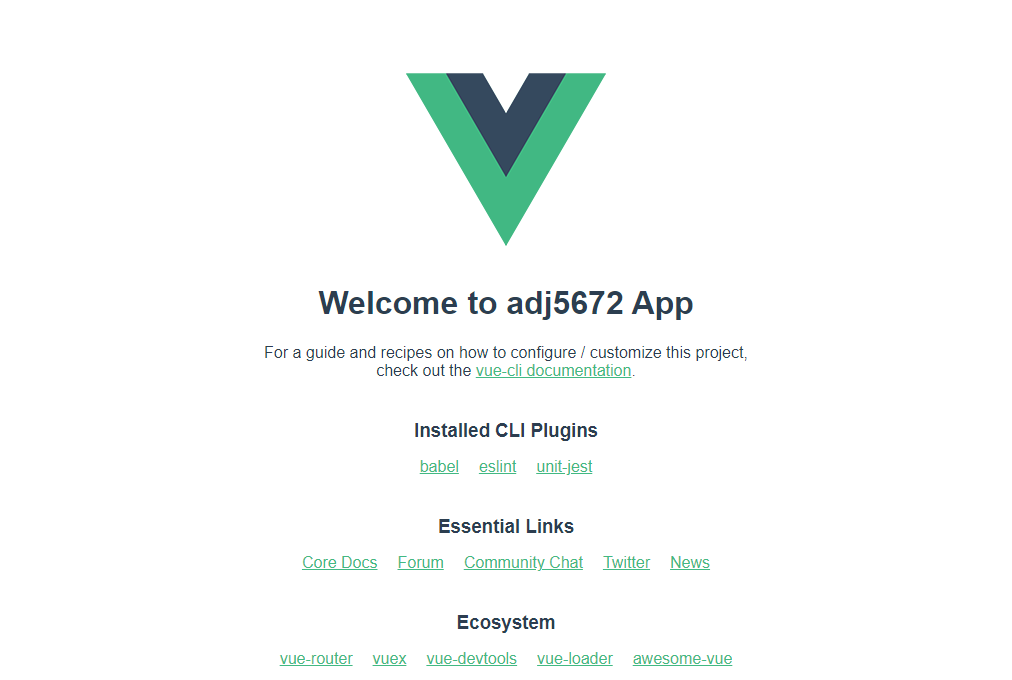 Welcome to adj5672 App
For a guide and recipes on how to configure / customize this project,
check out the vue-cli documentation.
Installed CLI Plugins
babel eslint unit-jest
Essential Links
Core Docs Forum Community Chat Twitter News
Ecosystem
vue-router vuex vue-devtools vue-loader awesome-vue